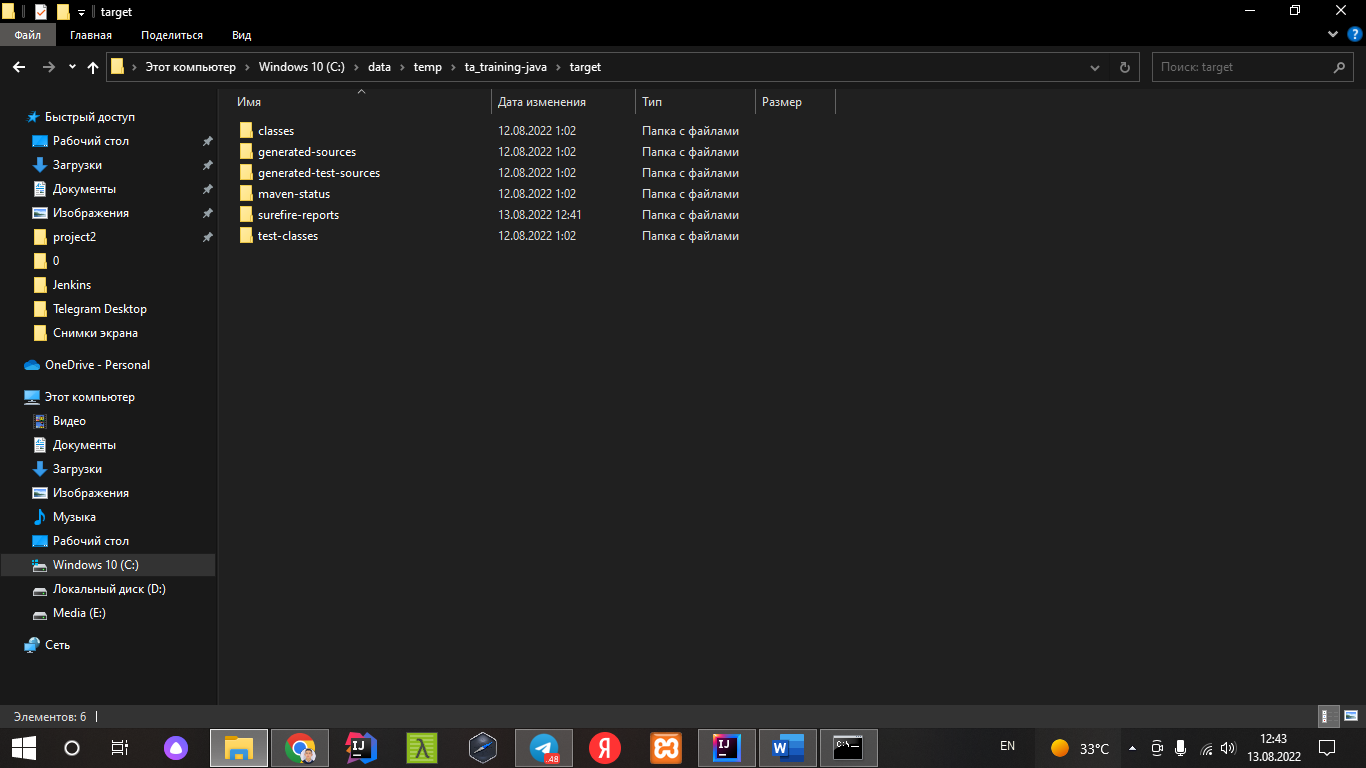 target
Файл Главная Поделиться Вид
Этот компьютер Windows 10 (C:) data temp ta_training-java target
Поиск: target
Имя Дата изменения Тип Размер
classes 12.08.2022 1:02 Папка с файлами
generated-sources 12.08.2022 1:02 Папка с файлами
generated-test-sources 12.08.2022 1:02 Папка с файлами
maven-status 12.08.2022 1:02 Папка с файлами
surefire-reports 13.08.2022 12:41 Папка с файлами
test-classes 12.08.2022 1:02 Папка с файлами
Быстрый доступ
Рабочий стол
Загрузки
Документы
Изображения
project2
0
Jenkins
Telegram Desktop
Снимки экрана
OneDrive - Personal
Этот компьютер
Видео
Документы
Загрузки
Изображения
Музыка
Рабочий стол
Windows 10 (C:)
Локальный диск (D:)
Media (E:)
Сеть
Элементов: 6
IJ
λ
.48
Я
IJ
W
C:\_
EN
33°C
12:43
13.08.2022